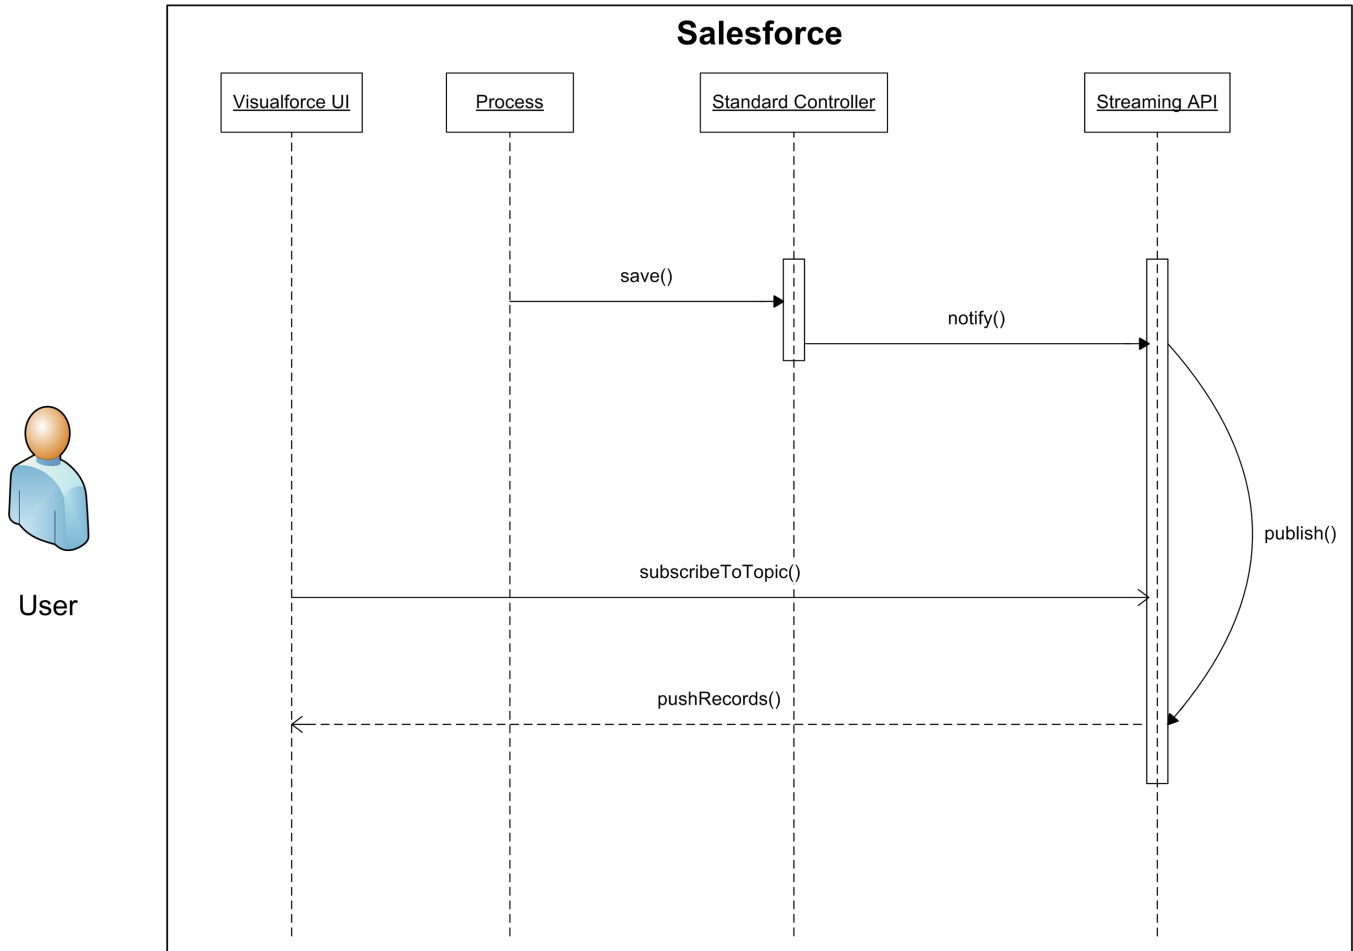 Salesforce
Visualforce UI
Process
Standard Controller
Streaming API
save()
notify()
publish()
subscribeToTopic()
User
pushRecords()